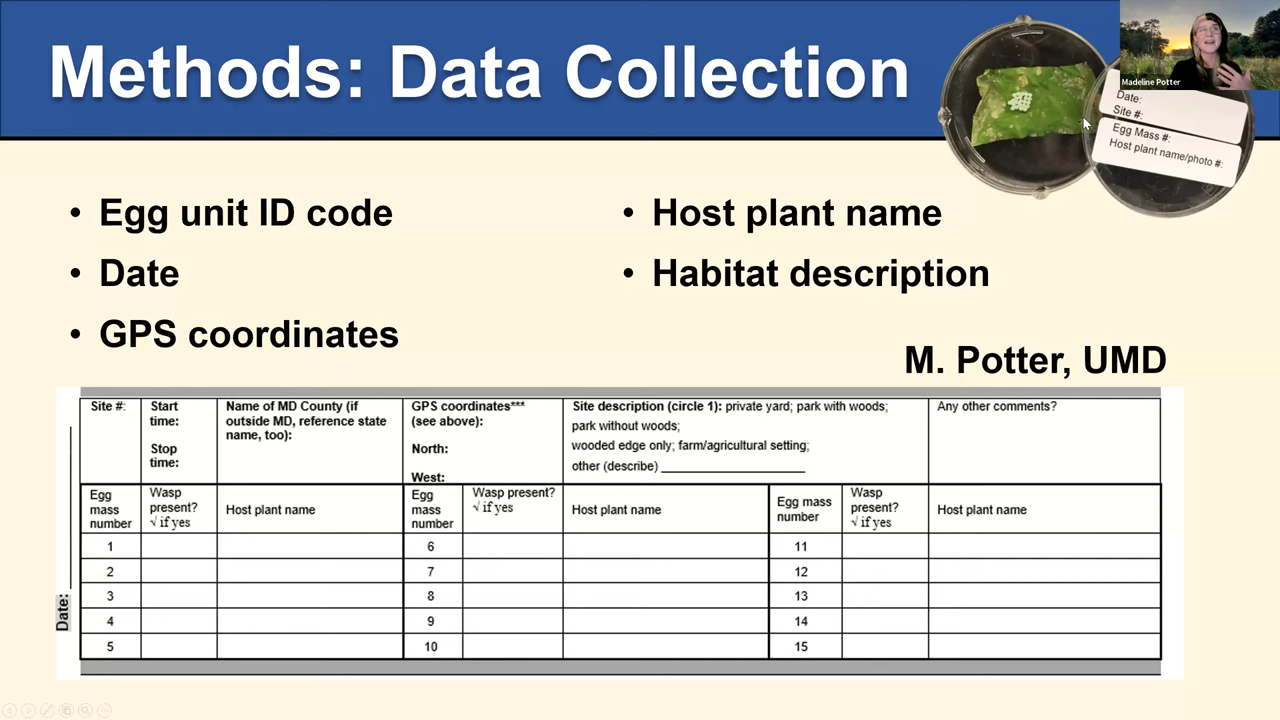 Methods: Data Collection
Madeline Potter
Date:
Site #:
Egg Mass #:
Host plant name/photo #:
• Egg unit ID code
• Date
• GPS coordinates
• Host plant name
• Habitat description
M. Potter, UMD
Date:
Site #:
Start
time:
Stop
time:
Name of MD County (if
outside MD, reference state
name, too):
GPS coordinates***
(see above):
North:
West:
Site description (circle 1): private yard; park with woods;
park without woods;
wooded edge only; farm/agricultural setting;
other (describe) ____________________
Any other comments?
Egg
mass
number
Wasp
present?
√ if yes
Host plant name
Egg
mass
number
Wasp present?
√ if yes
Host plant name
Egg mass
number
Wasp
present?
√ if yes
Host plant name
1 6 11
2 7 12
3 8 13
4 9 14
5 10 15